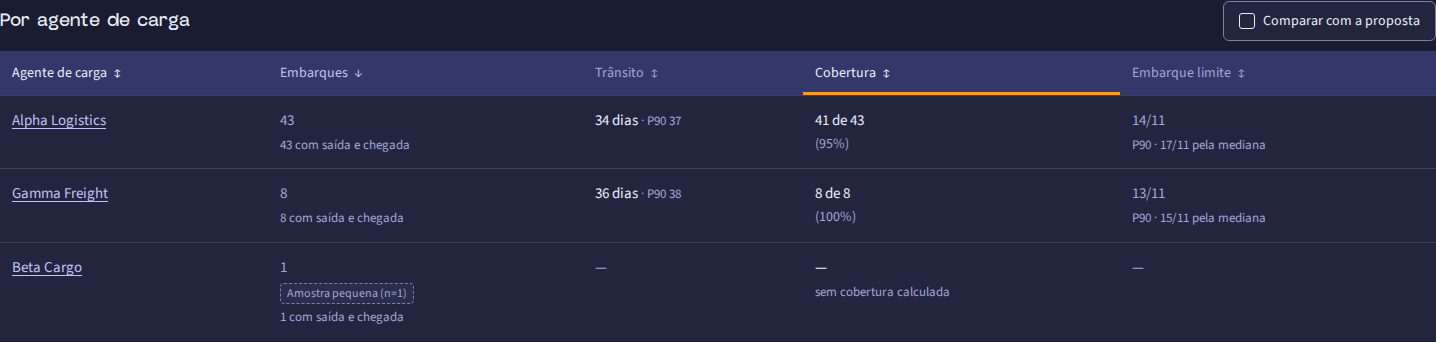 Por agente de carga
Comparar com a proposta
Agente de carga ↕ Embarques ↓ Trânsito ↕ Cobertura ↕ Embarque limite ↕
Alpha Logistics 43 34 dias · P90 37 41 de 43 14/11
43 com saída e chegada (95%) P90 · 17/11 pela mediana
Gamma Freight 8 36 dias · P90 38 8 de 8 13/11
8 com saída e chegada (100%) P90 · 15/11 pela mediana
Beta Cargo 1 — — —
Amostra pequena (n=1) sem cobertura calculada
1 com saída e chegada